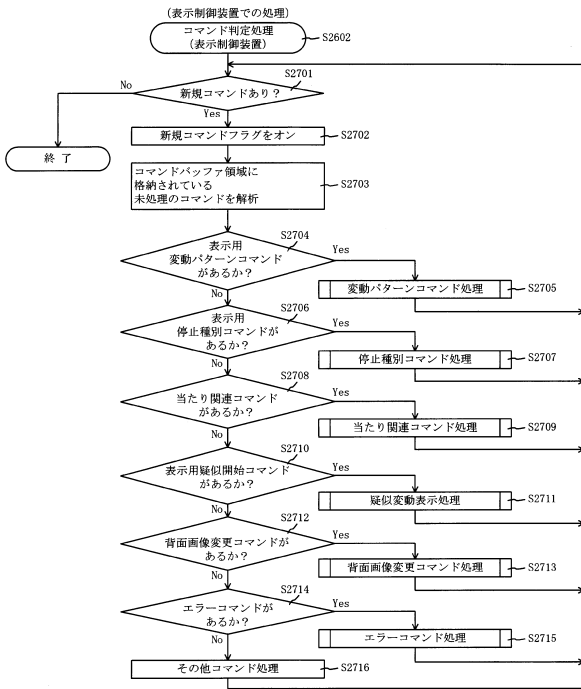 (表示制御装置での処理)
コマンド判定処理
(表示制御装置)
S2602
S2701
新規コマンドあり?
No
Yes
終 了
新規コマンドフラグをオン
S2702
コマンドバッファ領域に
格納されている
未処理のコマンドを解析
S2703
S2704
表示用
変動パターンコマンド
があるか?
Yes
No
変動パターンコマンド処理
S2705
S2706
表示用
停止種別コマンドが
あるか?
Yes
No
停止種別コマンド処理
S2707
S2708
当たり関連コマンド
があるか?
Yes
No
当たり関連コマンド処理
S2709
S2710
表示用疑似開始コマンド
があるか?
Yes
No
疑似変動表示処理
S2711
S2712
背面画像変更コマンドが
あるか?
Yes
No
背面画像変更コマンド処理
S2713
S2714
エラーコマンドが
あるか?
Yes
No
エラーコマンド処理
S2715
その他コマンド処理
S2716